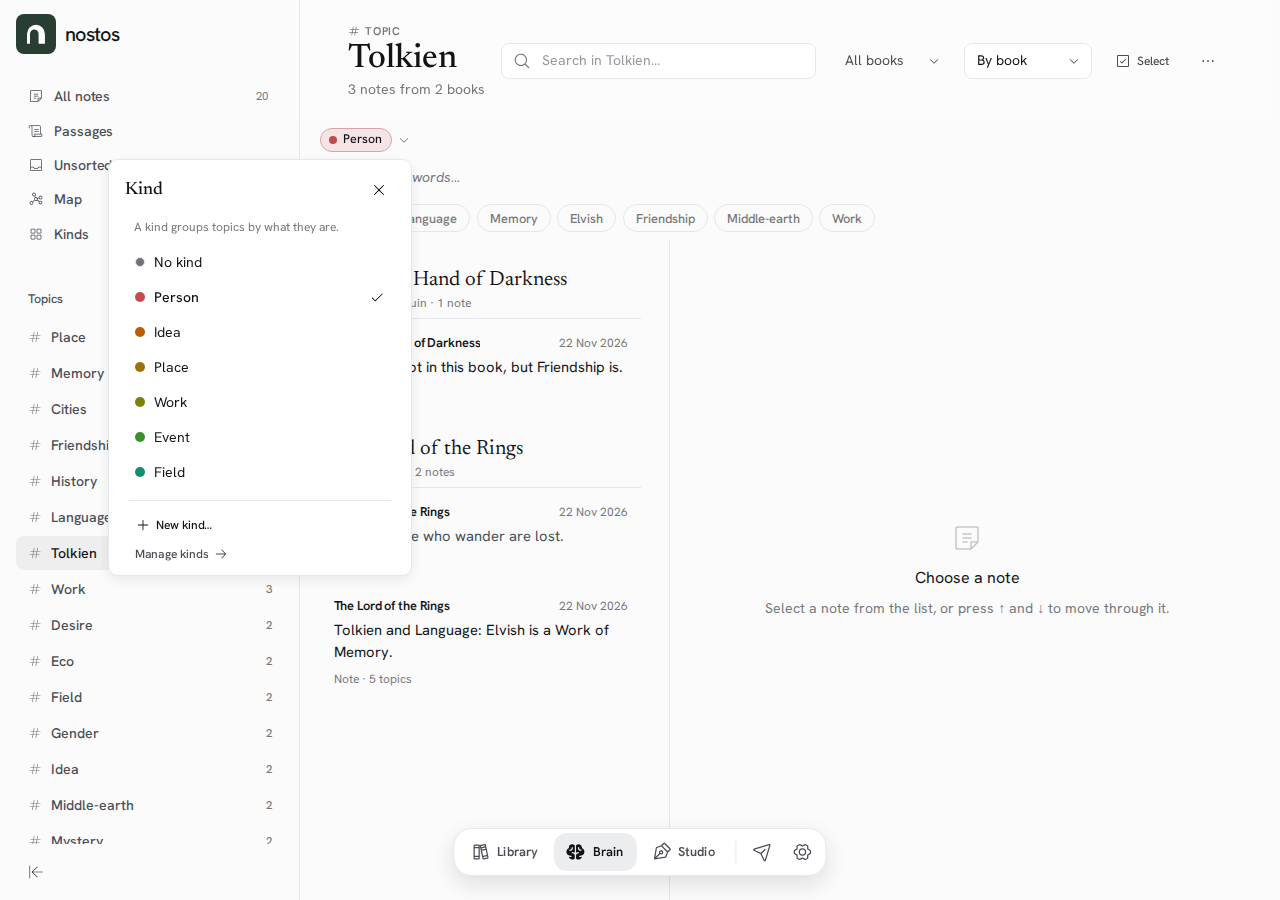 nostos
All notes 20
Passages
Unsorted
Map
Kinds
Topics
# Place
# Memory
# Cities
# Friendshi
# History
# Language
# Tolkien
# Work 3
# Desire 2
# Eco 2
# Field 2
# Gender 2
# Idea 2
# Middle-earth 2
# Mystery 2
# TOPIC
Tolkien
3 notes from 2 books
Search in Tolkien...
All books
By book
Select
Person
words...
Memory
Elvish
Friendship
Middle-earth
Work
Kind
A kind groups topics by what they are.
No kind
Person
Idea
Place
Work
Event
Field
New kind...
Manage kinds
Hand of Darkness
· 1 note
of Darkness 22 Nov 2026
in this book, but Friendship is.
of the Rings
2 notes
Rings 22 Nov 2026
who wander are lost.
The Lord of the Rings 22 Nov 2026
Tolkien and Language: Elvish is a Work of
Memory.
Note · 5 topics
Choose a note
Select a note from the list, or press ↑ and ↓ to move through it.
Library
Brain
Studio